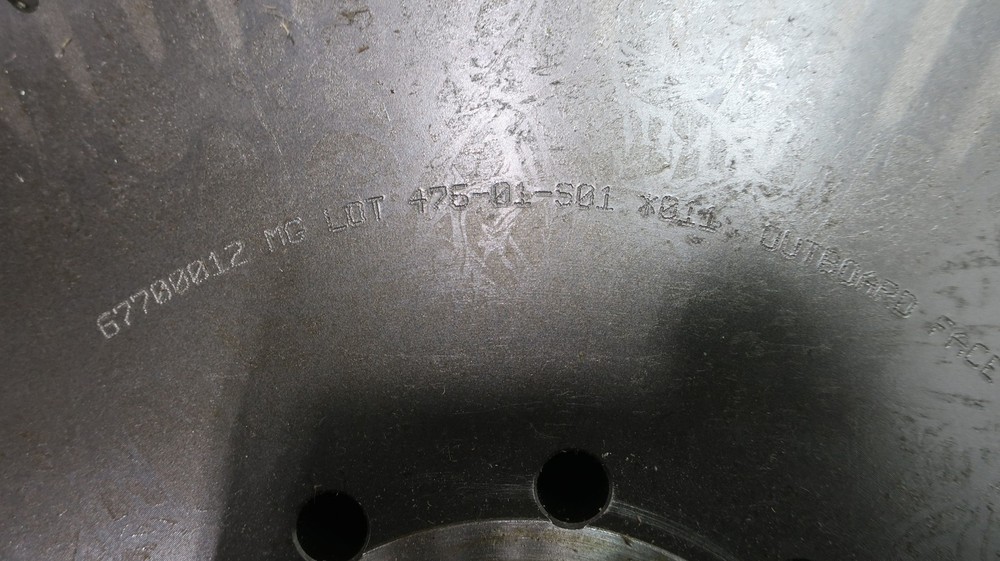 67700012 MG LOT 475-01-S01 X011 OUTBOARD FACE